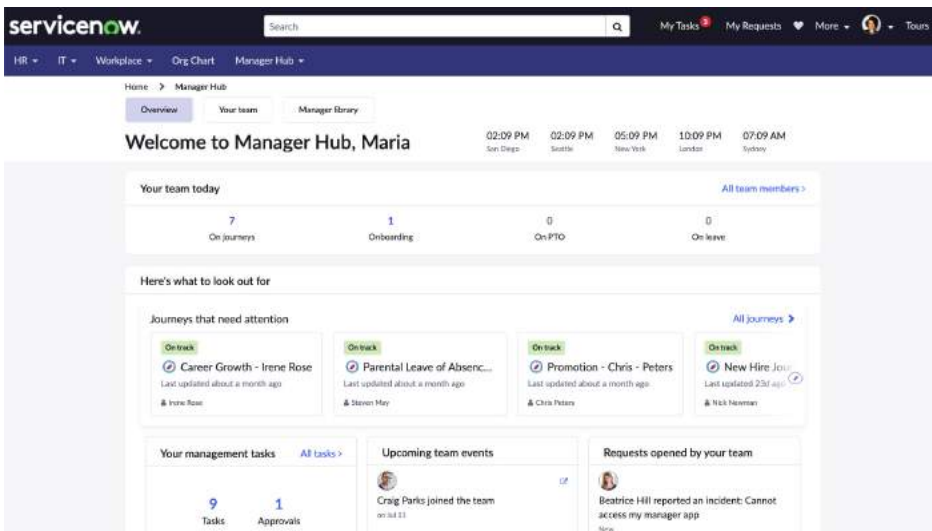 servicenow.
Search
My Tasks 3 My Requests More Tours
HR IT Workplace Org Chart Manager Hub
Home > Manager Hub
Overview Your team Manager library
Welcome to Manager Hub, Maria
02:09 PM 02:09 PM 05:09 PM 10:09 PM 07:09 AM
San Diego Seattle New York London Sydney
Your team today All team members >
7 1 0 0
On journeys Onboarding On PTO On leave
Here's what to look out for
Journeys that need attention All journeys >
On track On track On track On track
Career Growth - Irene Rose Parental Leave of Absenc... Promotion - Chris - Peters New Hire Jou
Last updated about a month ago Last updated about a month ago Last updated about a month ago Last updated 23d ago
Irene Rose Steven May Chris Peters Nick Newman
Your management tasks All tasks > Upcoming team events Requests opened by your team
9 1
Tasks Approvals
Craig Parks joined the team
on Jul 11
Beatrice Hill reported an incident: Cannot
access my manager app
New